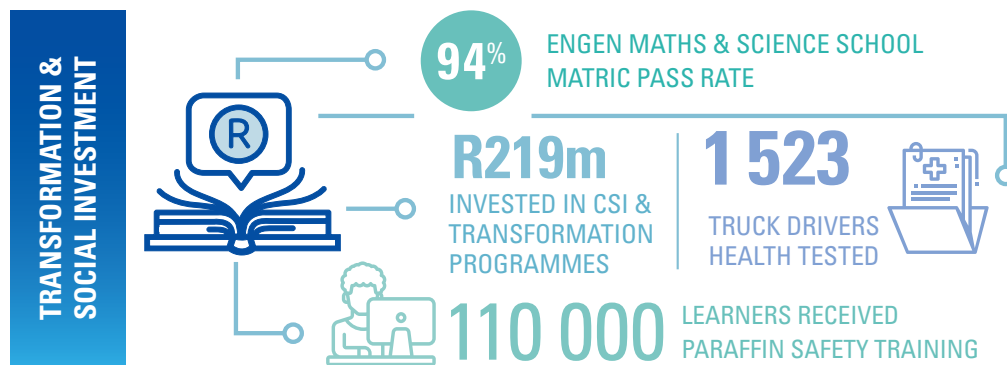 TRANSFORMATION &
SOCIAL INVESTMENT
R
94%
ENGEN MATHS & SCIENCE SCHOOL
MATRIC PASS RATE
R219m
INVESTED IN CSI &
TRANSFORMATION
PROGRAMMES
1 523
TRUCK DRIVERS
HEALTH TESTED
110 000
LEARNERS RECEIVED
PARAFFIN SAFETY TRAINING